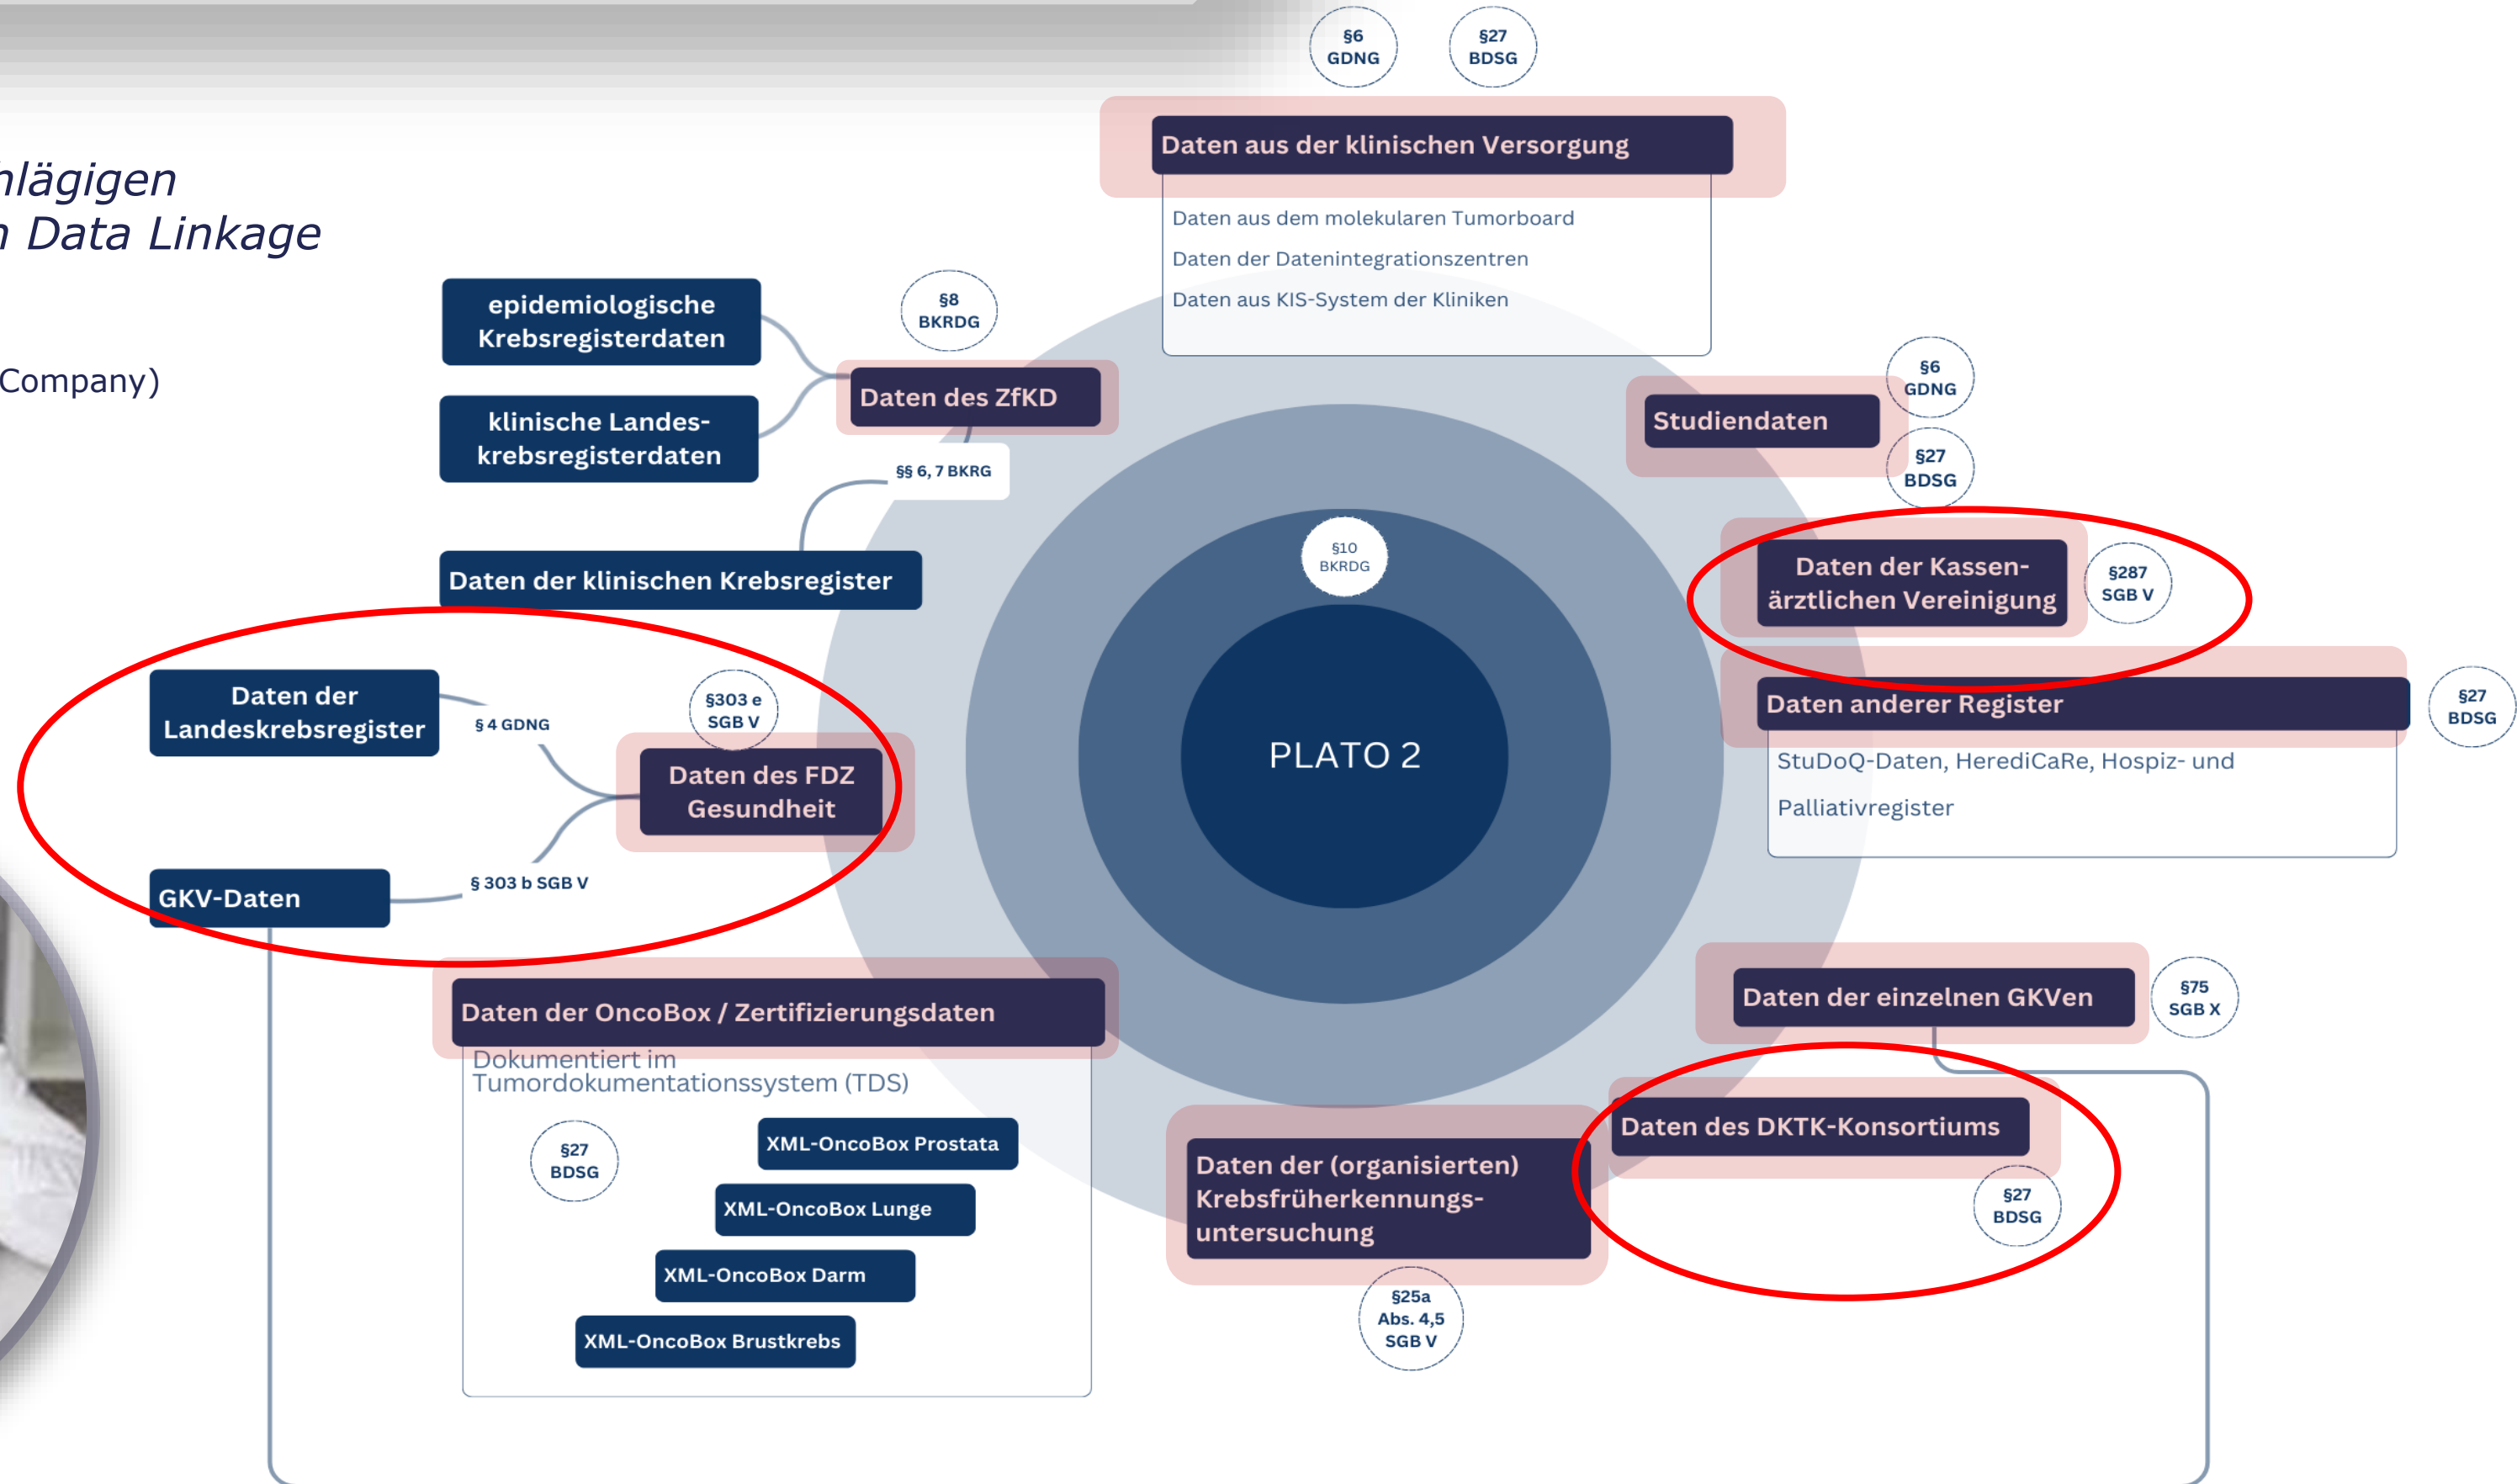 §6
GDNG
§27
BDSG
Daten aus der klinischen Versorgung
Daten aus dem molekularen Tumorboard
Daten der Datenintegrationszentren
Daten aus KIS-System der Kliniken
hlägigen
n Data Linkage
Company)
epidemiologische
Krebsregisterdaten
klinische Landes-
krebsregisterdaten
§8
BKRDG
Daten des ZfKD
§§ 6, 7 BKRG
Daten der klinischen Krebsregister
§6
GDNG
Studiendaten
§27
BDSG
§10
BKRDG
PLATO 2
Daten der Kassen-
ärztlichen Vereinigung
§287
SGB V
Daten anderer Register
§27
BDSG
StuDoQ-Daten, HerediCaRe, Hospiz- und
Palliativregister
Daten der
Landeskrebsregister
§ 4 GDNG
§303 e
SGB V
Daten des FDZ
Gesundheit
GKV-Daten
§ 303 b SGB V
Daten der OncoBox / Zertifizierungsdaten
Dokumentiert im
Tumordokumentationssystem (TDS)
§27
BDSG
XML-OncoBox Prostata
XML-OncoBox Lunge
XML-OncoBox Darm
XML-OncoBox Brustkrebs
Daten der einzelnen GKVen
§75
SGB X
Daten des DKTK-Konsortiums
§27
BDSG
Daten der (organisierten)
Krebsfrüherkennungs-
untersuchung
§25a
Abs. 4,5
SGB V